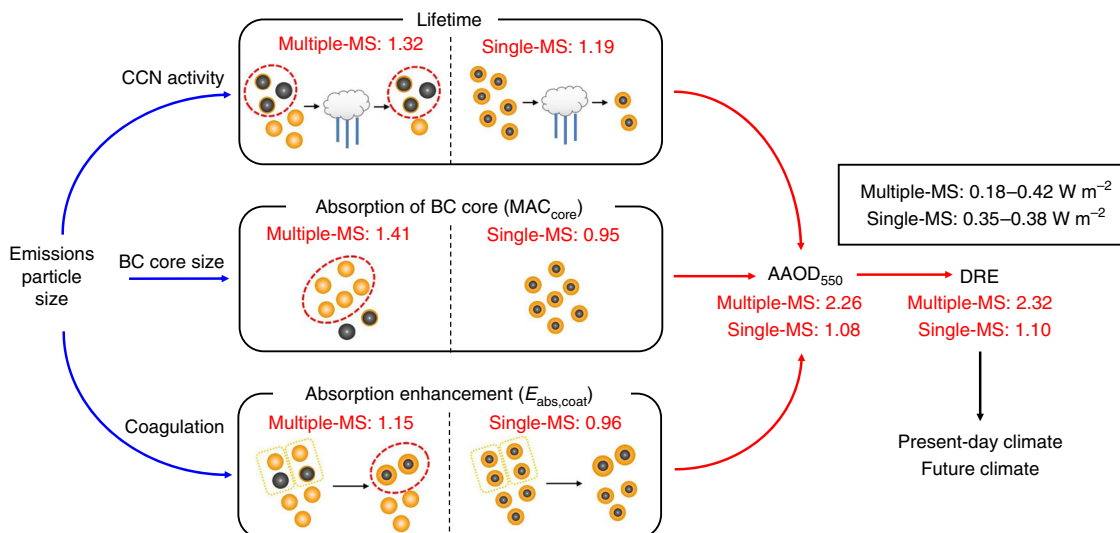 Lifetime
Multiple-MS: 1.32
Single-MS: 1.19
CCN activity
Multiple-MS: 0.18–0.42 W m⁻²
Single-MS: 0.35–0.38 W m⁻²
Absorption of BC core (MACcore)
Multiple-MS: 1.41
Single-MS: 0.95
Emissions
particle
size
BC core size
AAOD₅₅₀
Multiple-MS: 2.26
Single-MS: 1.08
DRE
Multiple-MS: 2.32
Single-MS: 1.10
Absorption enhancement (Eabs,coat)
Multiple-MS: 1.15
Single-MS: 0.96
Coagulation
Present-day climate
Future climate